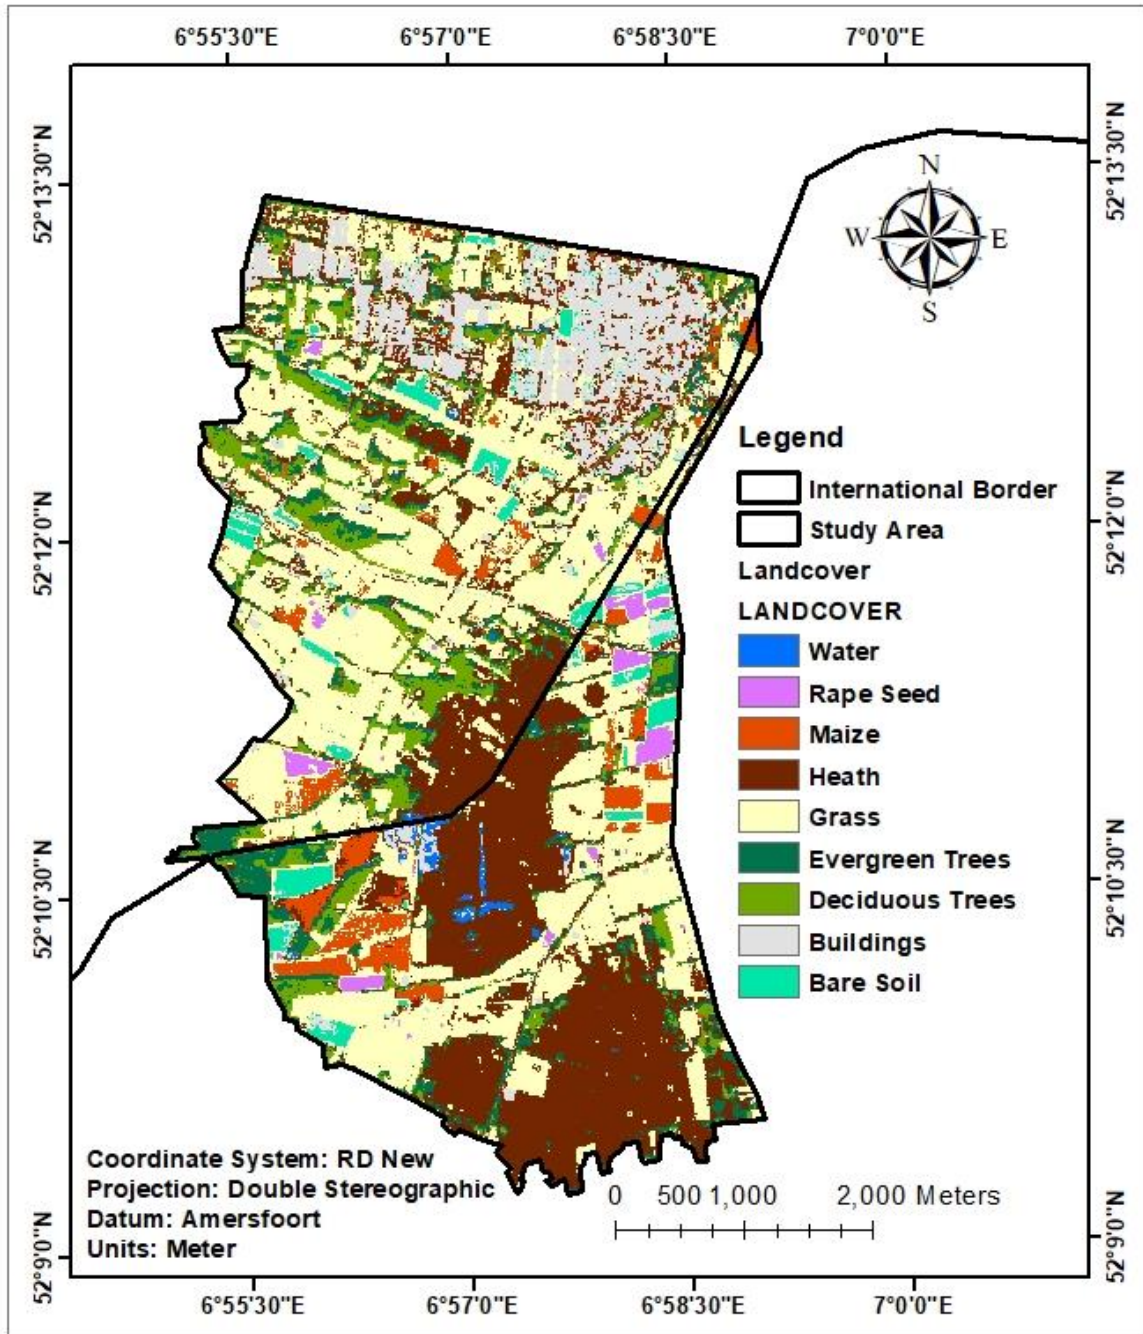 6°55'30"E 6°57'0"E 6°58'30"E 7°0'0"E
52°13'30"N
52°13'30"N
N
W E
S
Legend
International Border
Study Area
52°12'0"N
52°12'0"N
Landcover
LANDCOVER
Water
Rape Seed
Maize
Heath
Grass
Evergreen Trees
Deciduous Trees
Buildings
Bare Soil
52°10'30"N
52°10'30"N
Coordinate System: RD New
Projection: Double Stereographic
Datum: Amersfoort
Units: Meter
0 500 1,000 2,000 Meters
52°9'0"N
52°9'0"N
6°55'30"E 6°57'0"E 6°58'30"E 7°0'0"E